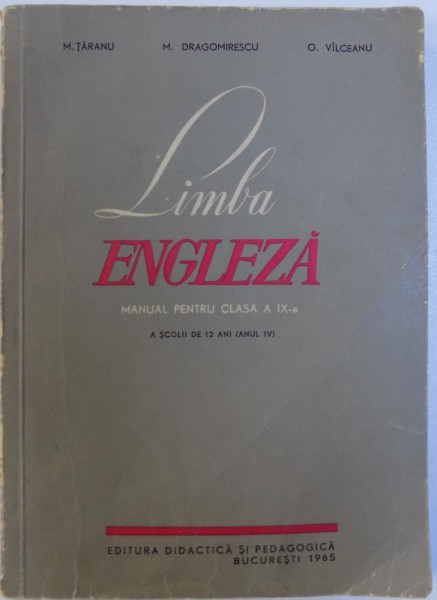 M. ȚĂRANU M. DRAGOMIRESCU O. VÎLCEANU
Limba
ENGLEZĂ
MANUAL PENTRU CLASA A IX-a
A ȘCOLII DE 12 ANI (ANUL IV)
EDITURA DIDACTICĂ ȘI PEDAGOGICĂ
BUCUREȘTI 1965